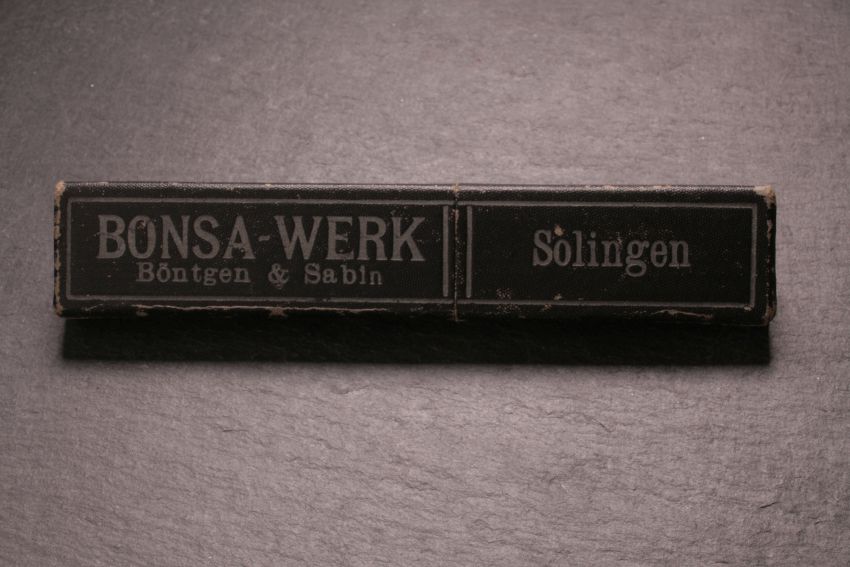 BONSA-WERK
Böntgen & Sabin
Solingen